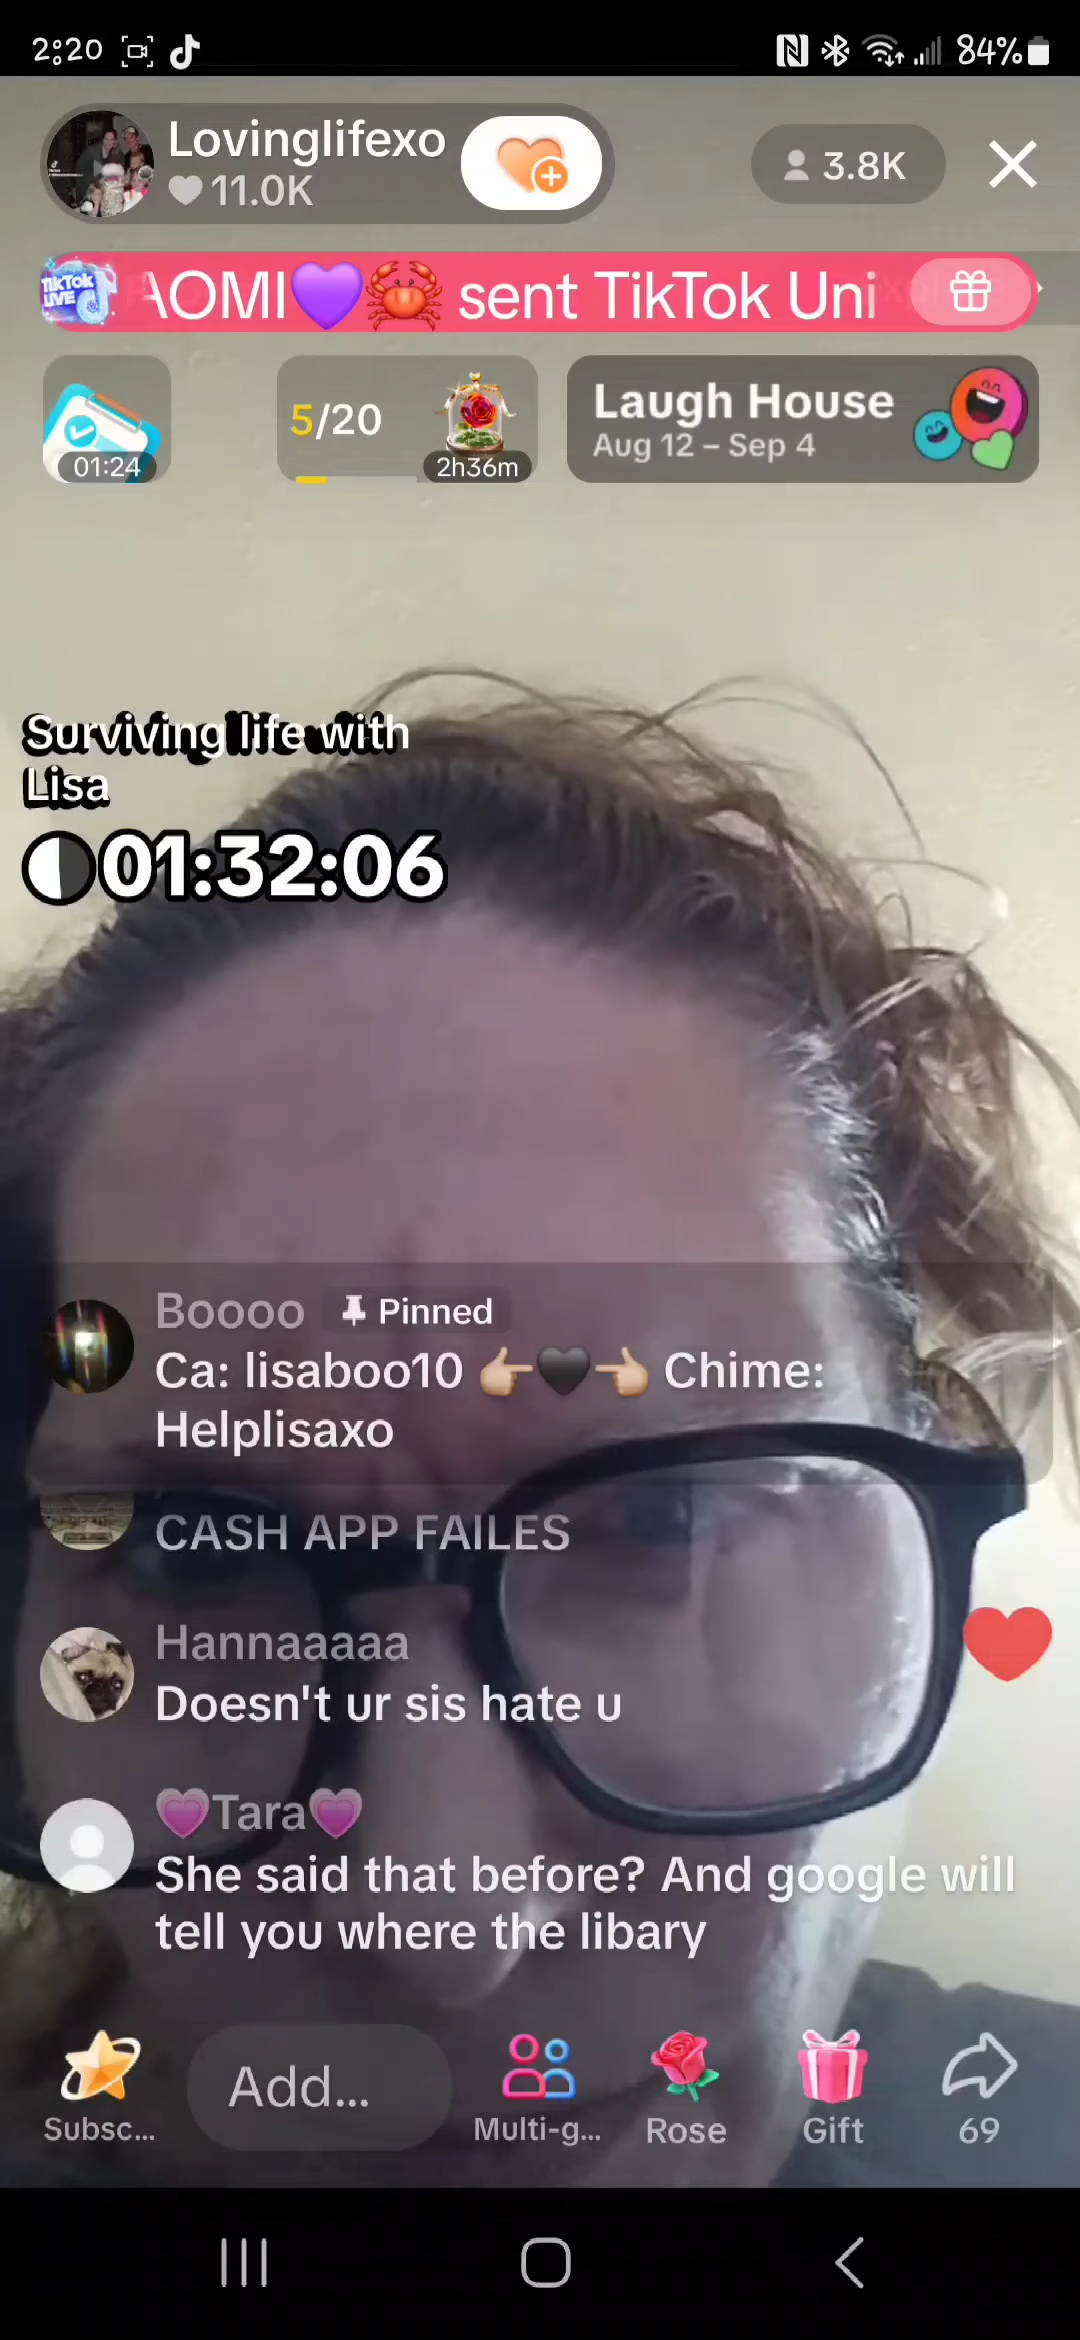 2:20
84%
Lovinglifexo
11.0K
3.8K
TikTok
LIVE
AOMI💜🦀 sent TikTok Uni
01:24
5/20
2h36m
Laugh House
Aug 12 – Sep 4
Surviving life with
Lisa
01:32:06
Boooo Pinned
Ca: lisaboo10 👉🏼🖤👈🏼 Chime:
Helplisaxo
CASH APP FAILES
Hannaaaaa
Doesn't ur sis hate u
💗Tara💗
She said that before? And google will
tell you where the libary
Subsc...
Add...
Multi-g...
Rose
Gift
69